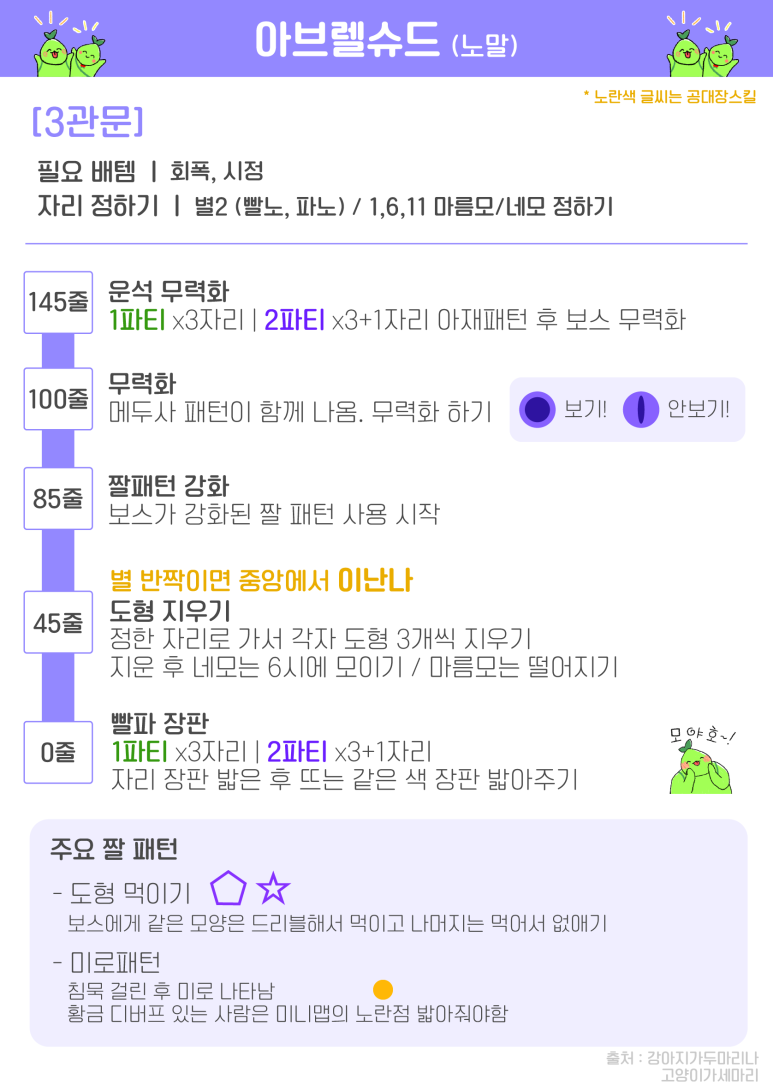 아브렐슈드 (노말)
* 노란색 글씨는 공대장스킬
[3관문]
필요 배템 | 회폭, 시정
자리 정하기 | 별2 (빨노, 파노) / 1,6,11 마름모/네모 정하기
145줄
운석 무력화
1파티 x3자리 | 2파티 x3+1자리 아재패턴 후 보스 무력화
100줄
무력화
메두사 패턴이 함께 나옴. 무력화 하기
보기! 안보기!
85줄
짤패턴 강화
보스가 강화된 짤 패턴 사용 시작
별 반짝이면 중앙에서 이난나
45줄
도형 지우기
정한 자리로 가서 각자 도형 3개씩 지우기
지운 후 네모는 6시에 모이기 / 마름모는 떨어지기
0줄
빨파 장판
1파티 x3자리 | 2파티 x3+1자리
자리 장판 밟은 후 뜨는 같은 색 장판 밟아주기
모야호~!
주요 짤 패턴
- 도형 먹이기
보스에게 같은 모양은 드리블해서 먹이고 나머지는 먹어서 없애기
- 미로패턴
침묵 걸린 후 미로 나타남
황금 디버프 있는 사람은 미니맵의 노란점 밟아줘야함
출처 : 강아지가두마리나
고양이가세마리